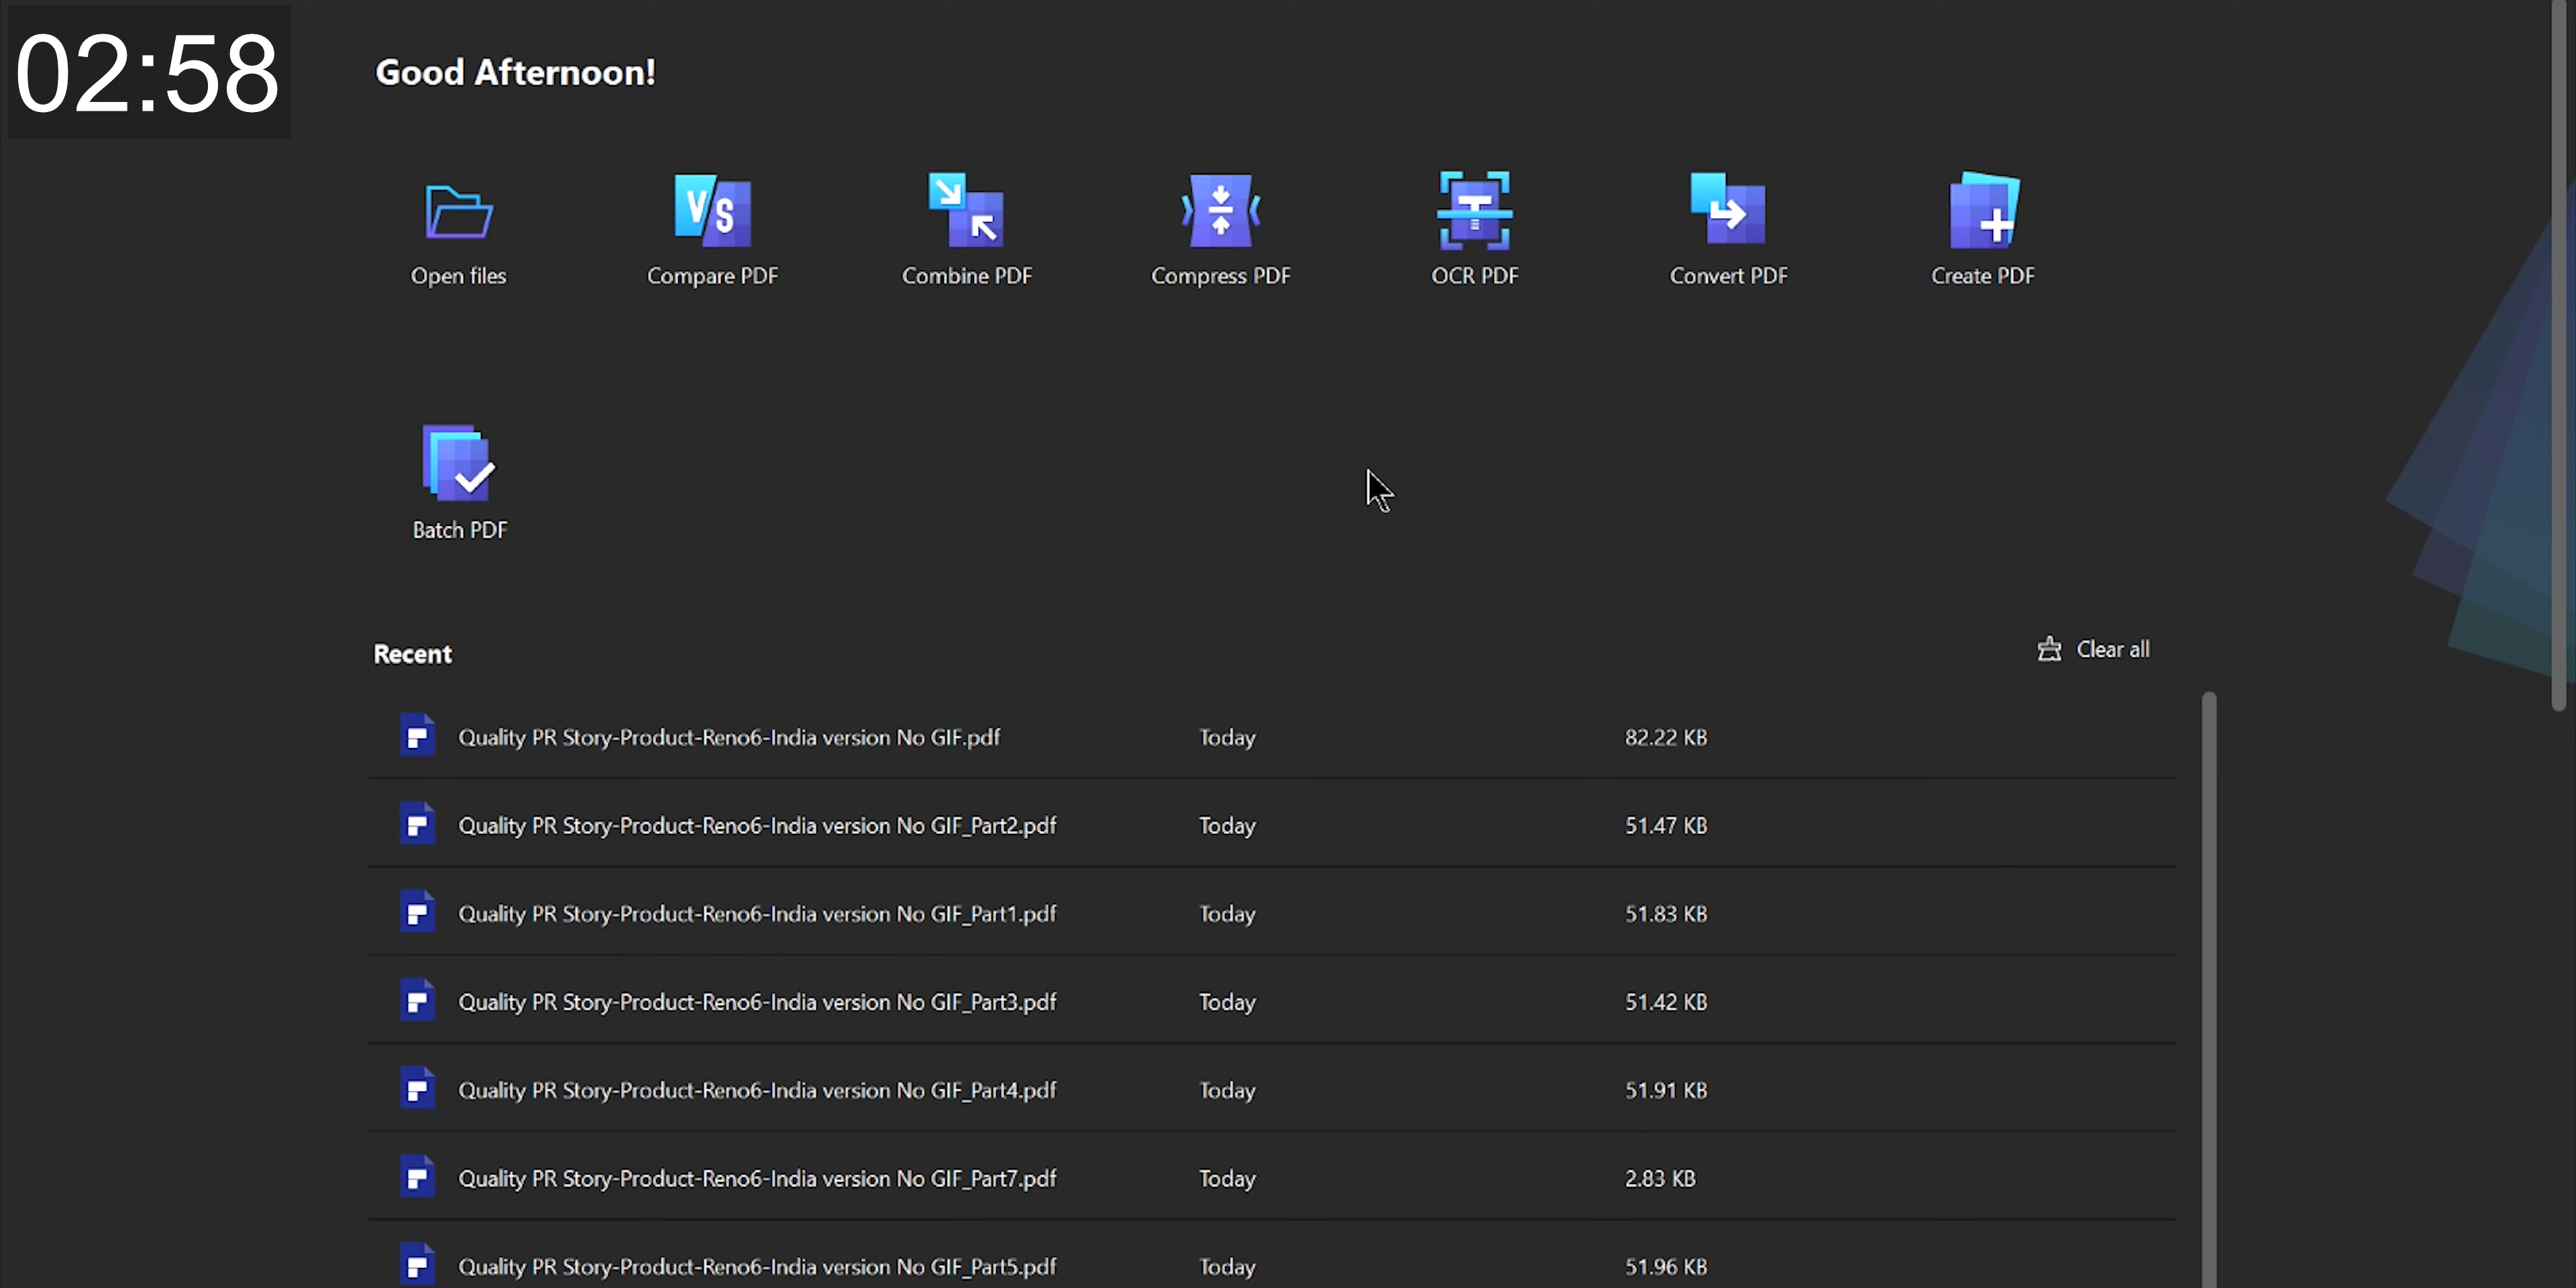 02:58
Good Afternoon!
Open files
Compare PDF
Combine PDF
Compress PDF
OCR PDF
Convert PDF
Create PDF
Batch PDF
Recent
Clear all
Quality PR Story-Product-Reno6-India version No GIF.pdf Today 82.22 KB
Quality PR Story-Product-Reno6-India version No GIF_Part2.pdf Today 51.47 KB
Quality PR Story-Product-Reno6-India version No GIF_Part1.pdf Today 51.83 KB
Quality PR Story-Product-Reno6-India version No GIF_Part3.pdf Today 51.42 KB
Quality PR Story-Product-Reno6-India version No GIF_Part4.pdf Today 51.91 KB
Quality PR Story-Product-Reno6-India version No GIF_Part7.pdf Today 2.83 KB
Quality PR Story-Product-Reno6-India version No GIF_Part5.pdf Today 51.96 KB